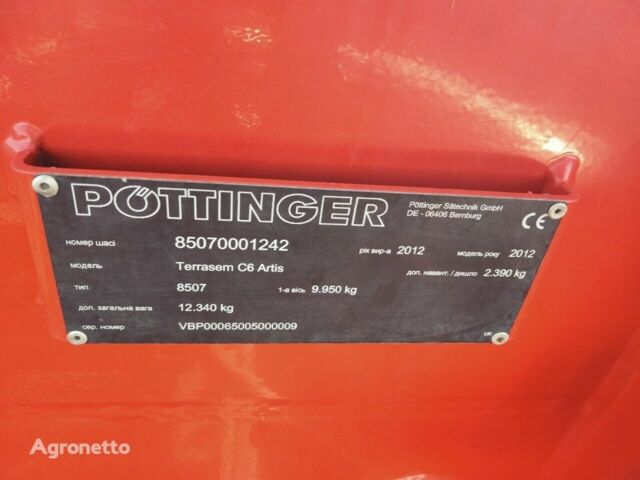 PÖTTINGER
Pöttinger Sätechnik GmbH
DE - 06406 Bernburg
CE
номер шасі 85070001242 рік вир-а 2012 модель року 2012
модель Terrasem C6 Artis доп. навант. / дишло 2.390 kg
тип 8507 1-а вісь 9.950 kg
доп. загальна вага 12.340 kg
сер. номер VBP00065005000009
UK
Agronetto